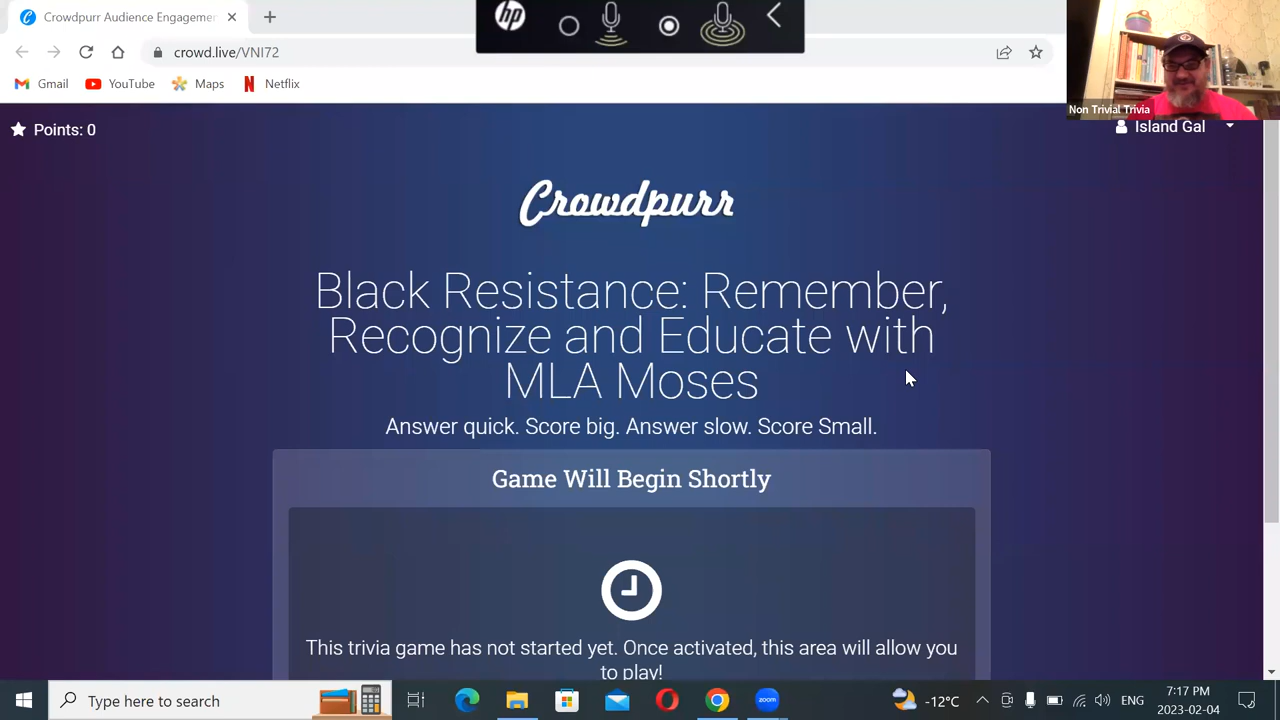 Crowdpurr Audience Engagemen
hp
crowd.live/VNI72
Gmail
YouTube
Maps
Netflix
Non Trivial Trivia
Points: 0
Island Gal
Crowdpurr
Black Resistance: Remember,
Recognize and Educate with
MLA Moses
Answer quick. Score big. Answer slow. Score Small.
Game Will Begin Shortly
This trivia game has not started yet. Once activated, this area will allow you
to play!
Type here to search
zoom
-12°C
ENG
7:17 PM
2023-02-04